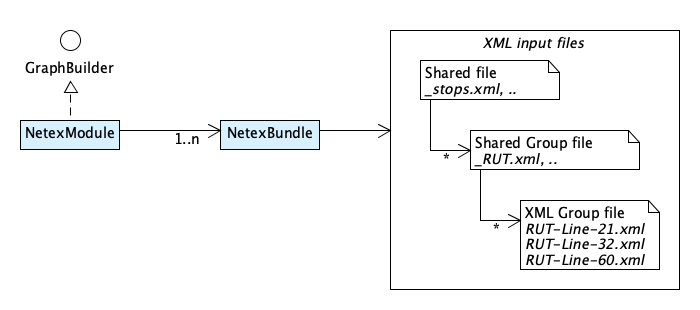 XML input files
GraphBuilder
Shared file
_stops.xml, ..
NetexModule
1..n
NetexBundle
Shared Group file
_RUT.xml, ..
*
XML Group file
RUT-Line-21.xml
RUT-Line-32.xml
RUT-Line-60.xml
*